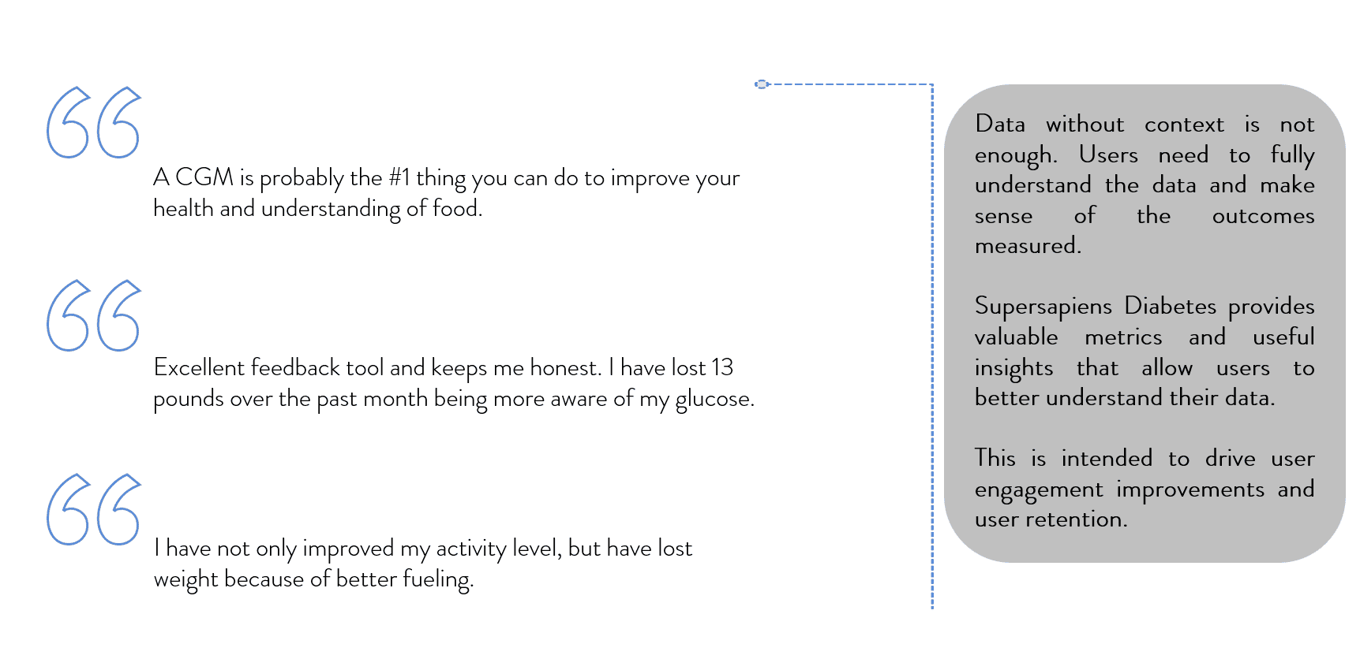 A CGM is probably the #1 thing you can do to improve your
health and understanding of food.
Excellent feedback tool and keeps me honest. I have lost 13
pounds over the past month being more aware of my glucose.
I have not only improved my activity level, but have lost
weight because of better fueling.
Data without context is not
enough. Users need to fully
understand the data and make
sense of the outcomes
measured.
Supersapiens Diabetes provides
valuable metrics and useful
insights that allow users to
better understand their data.
This is intended to drive user
engagement improvements and
user retention.